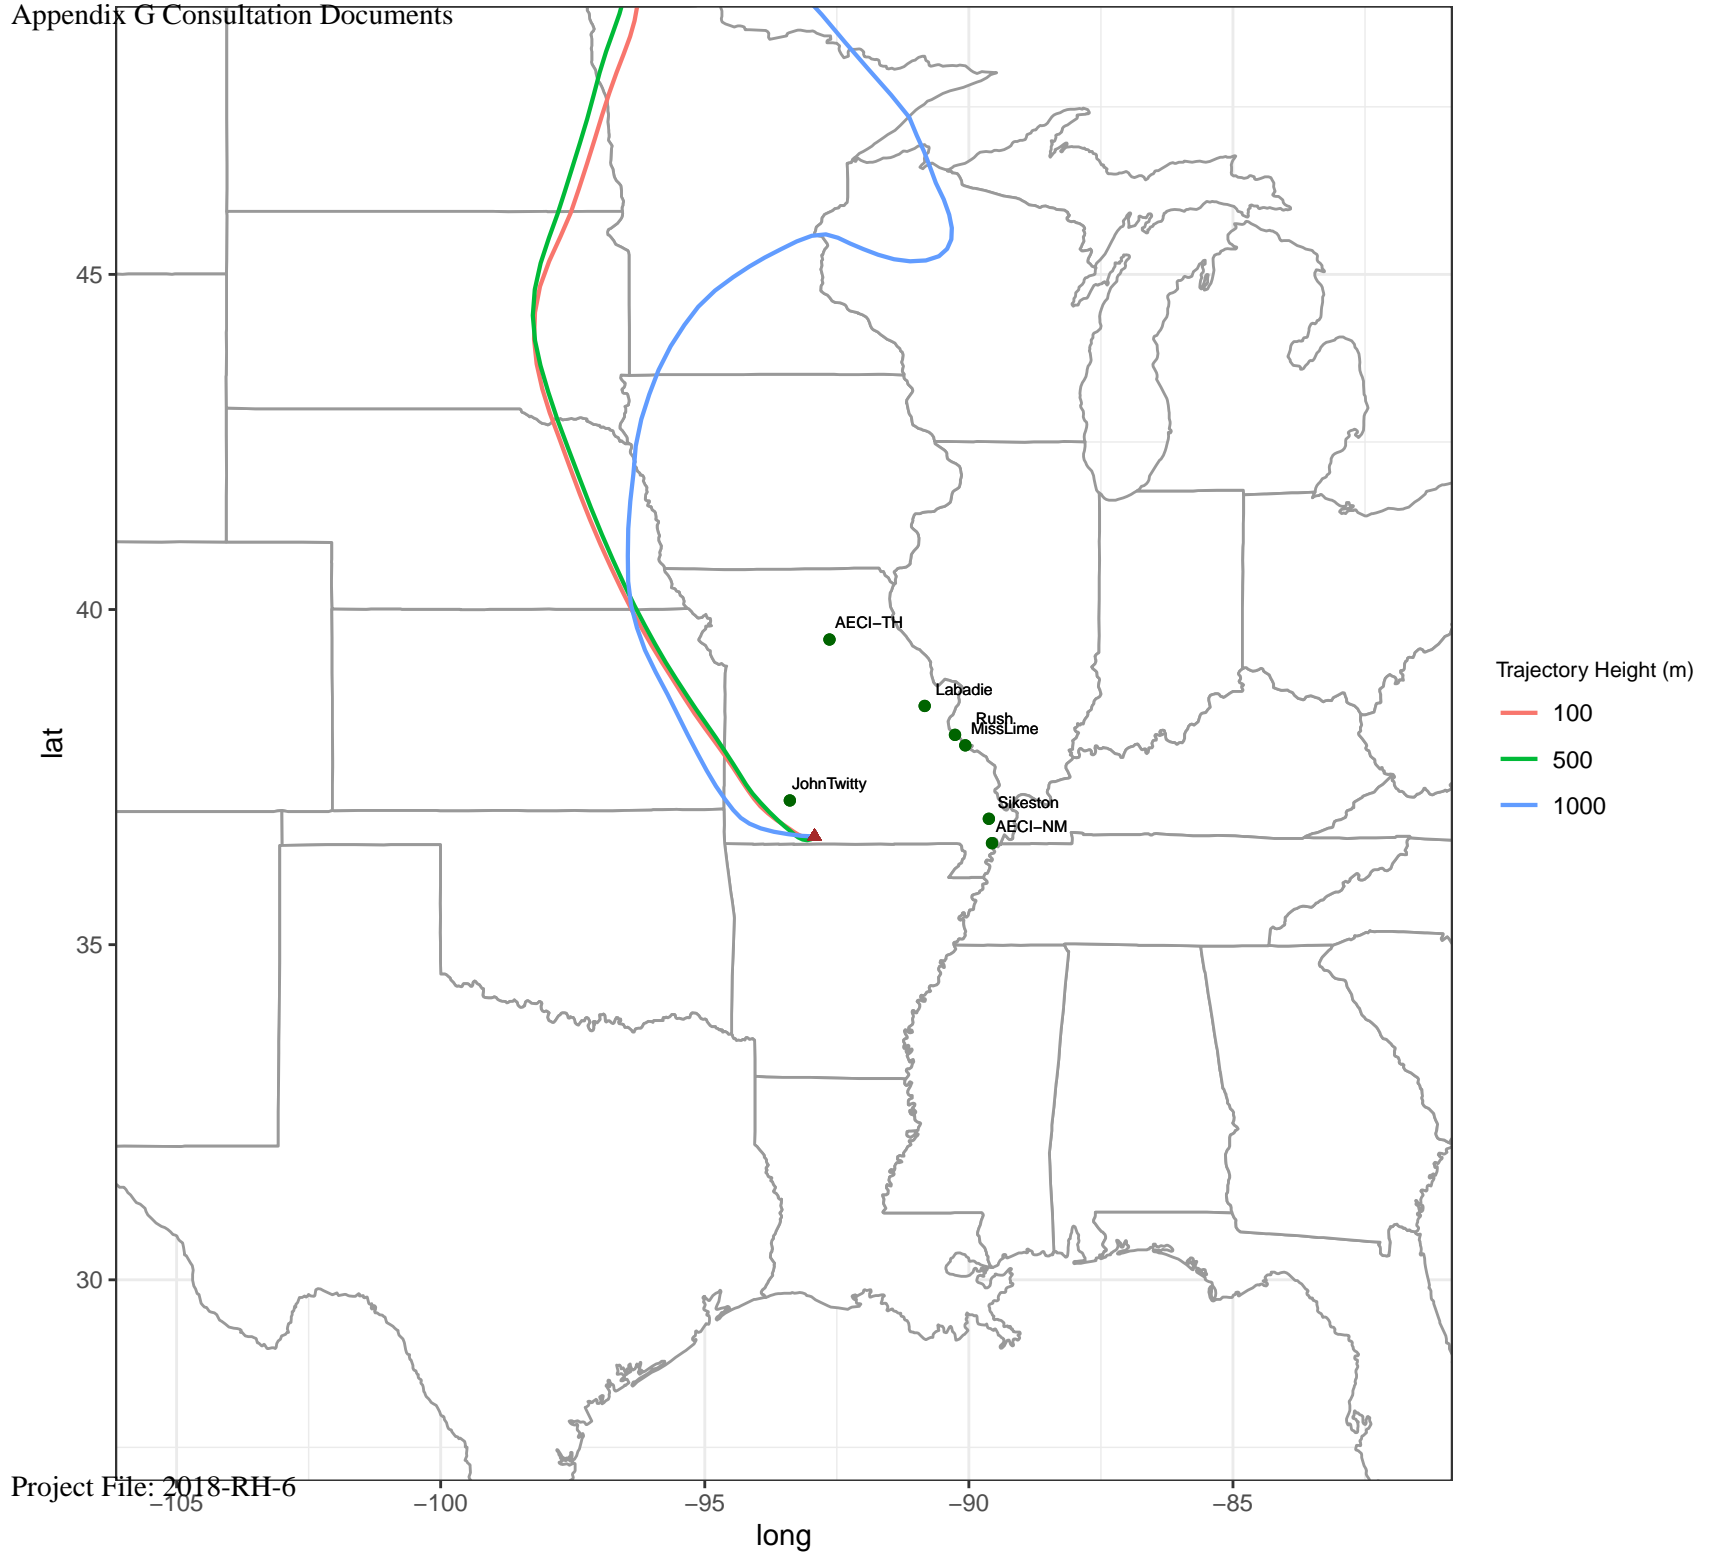 Appendix G Consultation Documents
45
40
35
30
lat
AECI−TH
Labadie
Rush
MissLime
JohnTwitty
Sikeston
AECI−NM
Trajectory Height (m)
100
500
1000
Project File: 2018-RH-6
−105
−100
−95
−90
−85
long